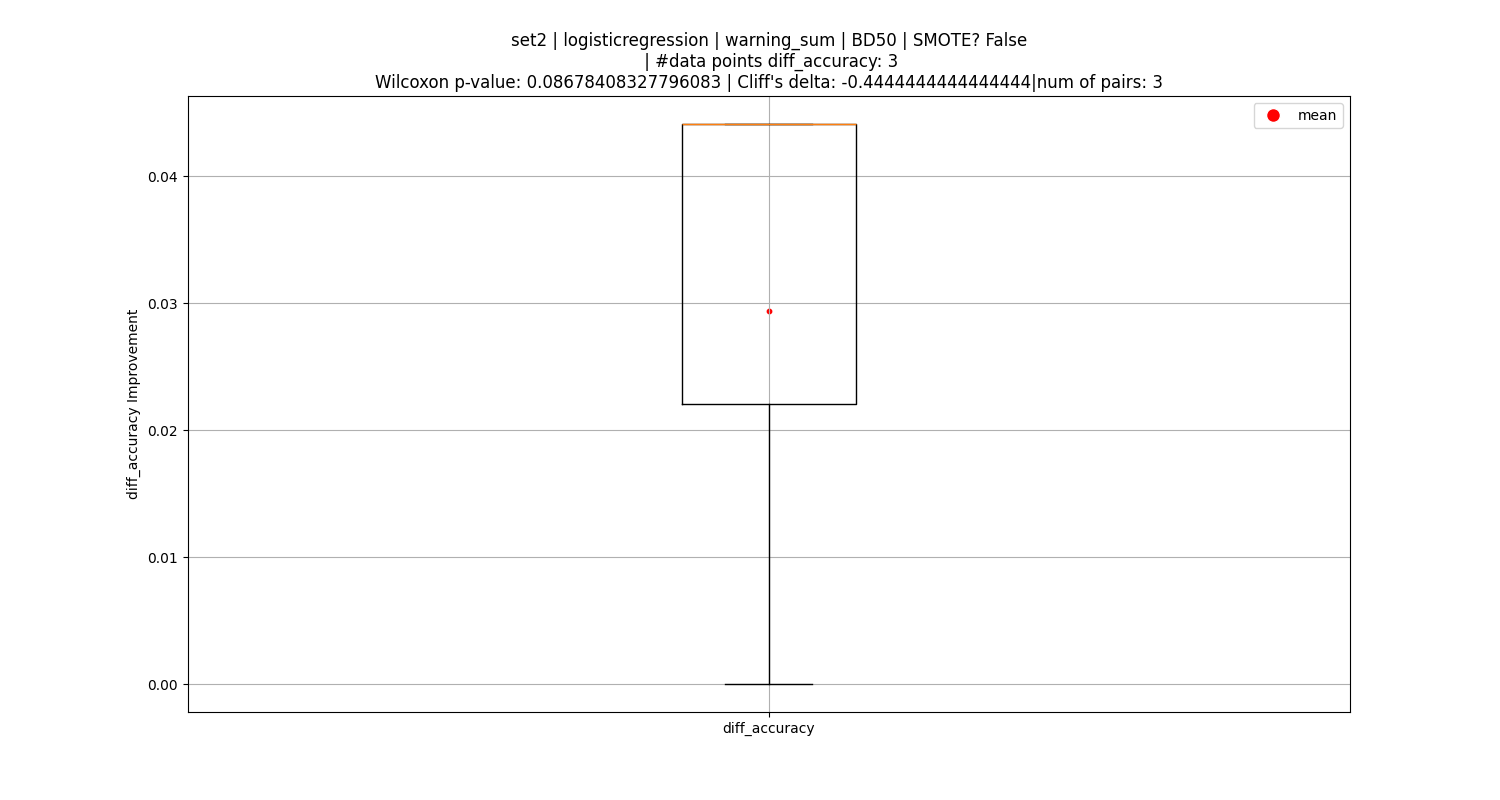 set2 | logisticregression | warning_sum | BD50 | SMOTE? False
| #data points diff_accuracy: 3
Wilcoxon p-value: 0.08678408327796083 | Cliff's delta: -0.4444444444444444|num of pairs: 3
mean
0.04
0.03
0.02
0.01
0.00
diff_accuracy Improvement
diff_accuracy